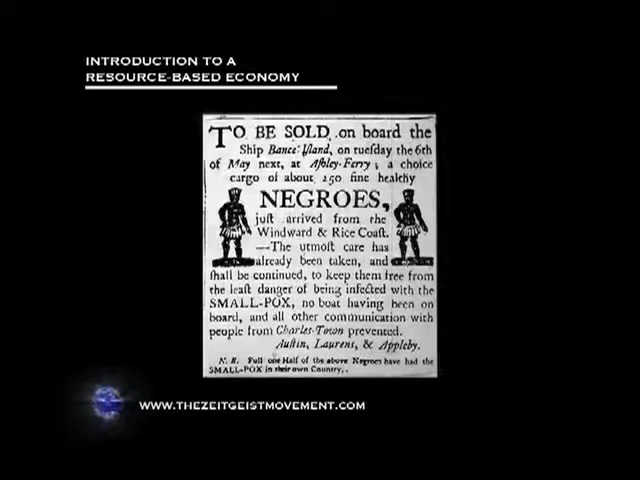 INTRODUCTION TO A
RESOURCE-BASED ECONOMY
TO BE SOLD on board the
Ship Bance Iſland, on tueſday the 6th
of May next, at Aſhley-Ferry; a choice
cargo of about 250 fine healthy
NEGROES,
juſt arrived from the
Windward & Rice Coaſt.
—The utmoſt care has
already been taken, and
ſhall be continued, to keep them free from
the leaſt danger of being infected with the
SMALL-POX, no boat having been on
board, and all other communication with
people from Charles-Town prevented.
Auſtin, Laurens, & Appleby.
N. B. Full one Half of the above Negroes have had the
SMALL-POX in their own Country.
WWW.THEZEITGEISTMOVEMENT.COM